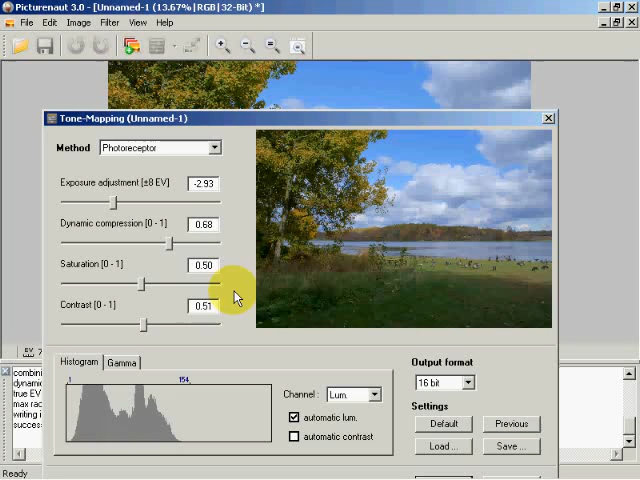 Picturenaut 3.0 - [Unnamed-1 (13.67%|RGB|32-Bit) *]
File Edit Image Filter View Help
Tone-Mapping (Unnamed-1)
Method Photoreceptor
Exposure adjustment [±8 EV] -2.93
Dynamic compression [0 - 1] 0.68
Saturation [0 - 1] 0.50
Contrast [0 - 1] 0.51
EV
Histogram Gamma
1 154
Channel : Lum.
automatic lum.
automatic contrast
Output format
16 bit
Settings
Default Previous
Load ... Save ...
combini
dynamic
true EV
max rad
writing i
succes
Ready